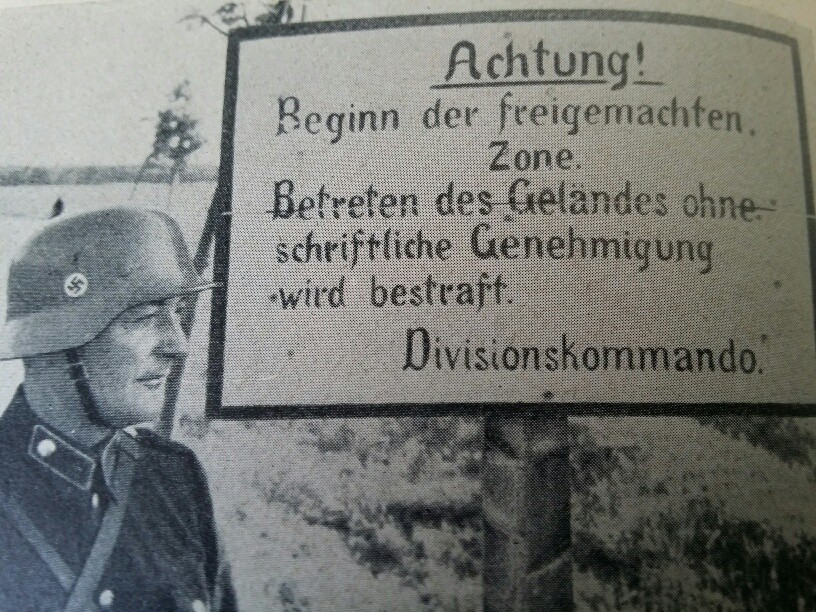 Achtung!
Beginn der freigemachten.
Zone.
Betreten des Geländes ohne
schriftliche Genehmigung
wird bestraft.
Divisionskommando.